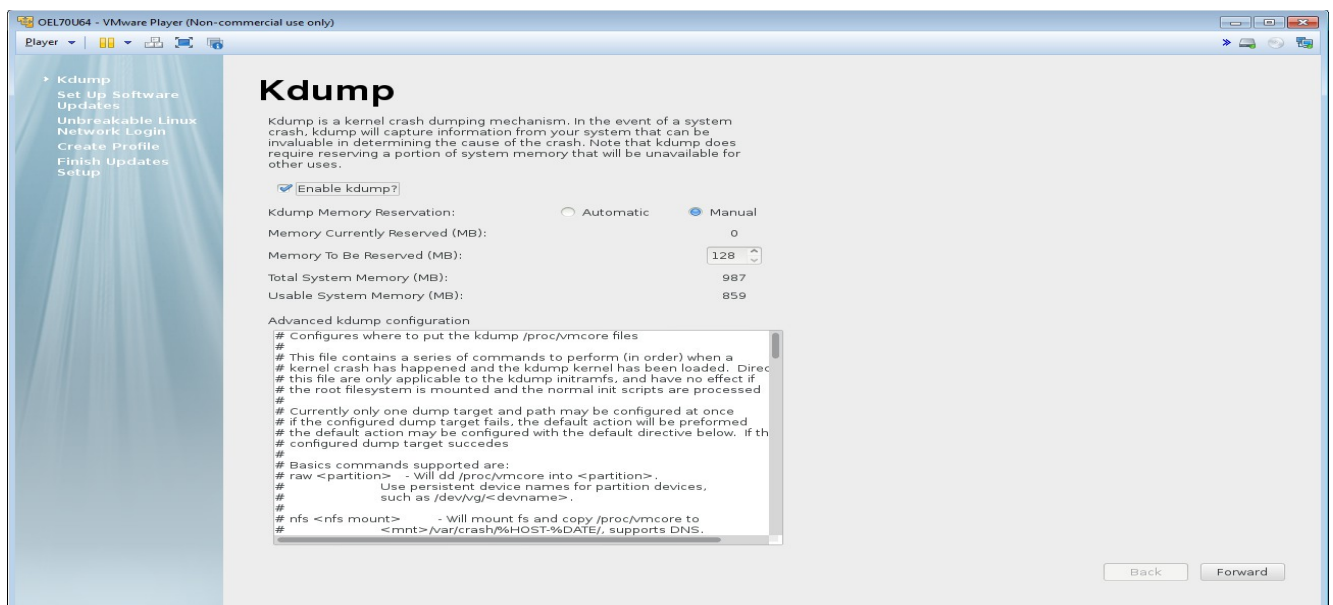 OEL70U64 - VMware Player (Non-commercial use only)
Player
Kdump
Set Up Software
Updates
Unbreakable Linux
Network Login
Create Profile
Finish Updates
Setup
Kdump
Kdump is a kernel crash dumping mechanism. In the event of a system
crash, kdump will capture information from your system that can be
invaluable in determining the cause of the crash. Note that kdump does
require reserving a portion of system memory that will be unavailable for
other uses.
Enable kdump?
Kdump Memory Reservation: Automatic Manual
Memory Currently Reserved (MB): 0
Memory To Be Reserved (MB): 128
Total System Memory (MB): 987
Usable System Memory (MB): 859
Advanced kdump configuration
# Configures where to put the kdump /proc/vmcore files
#
# This file contains a series of commands to perform (in order) when a
# kernel crash has happened and the kdump kernel has been loaded. Direc
# this file are only applicable to the kdump initramfs, and have no effect if
# the root filesystem is mounted and the normal init scripts are processed
#
# Currently only one dump target and path may be configured at once
# if the configured dump target fails, the default action will be preformed
# the default action may be configured with the default directive below. If th
# configured dump target succedes
#
# Basics commands supported are:
# raw <partition> - Will dd /proc/vmcore into <partition>.
# Use persistent device names for partition devices,
# such as /dev/vg/<devname>.
#
# nfs <nfs mount> - Will mount fs and copy /proc/vmcore to
# <mnt>/var/crash/%HOST-%DATE/, supports DNS.
Back Forward